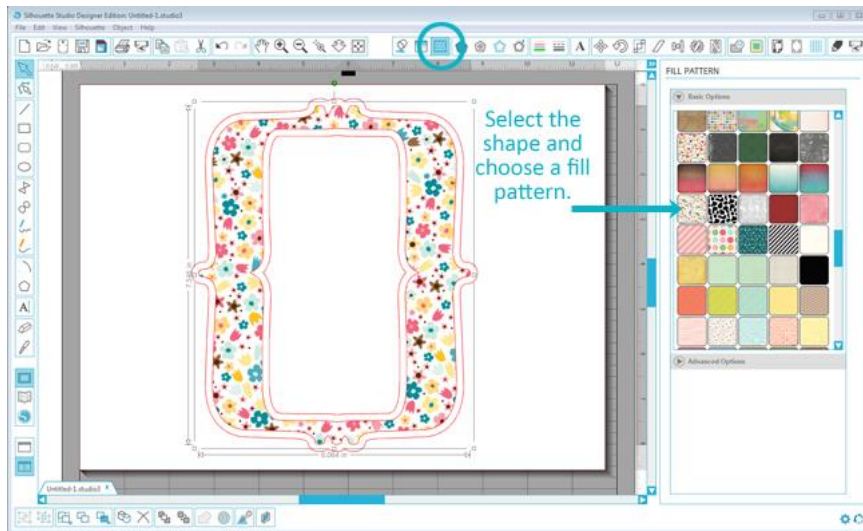 Silhouette Studio Designer Edition: Untitled-1.studio3
File Edit View Silhouette Object Help
FILL PATTERN
Basic Options
Select the
shape and
choose a fill
pattern.
Advanced Options
Untitled-1.studio3